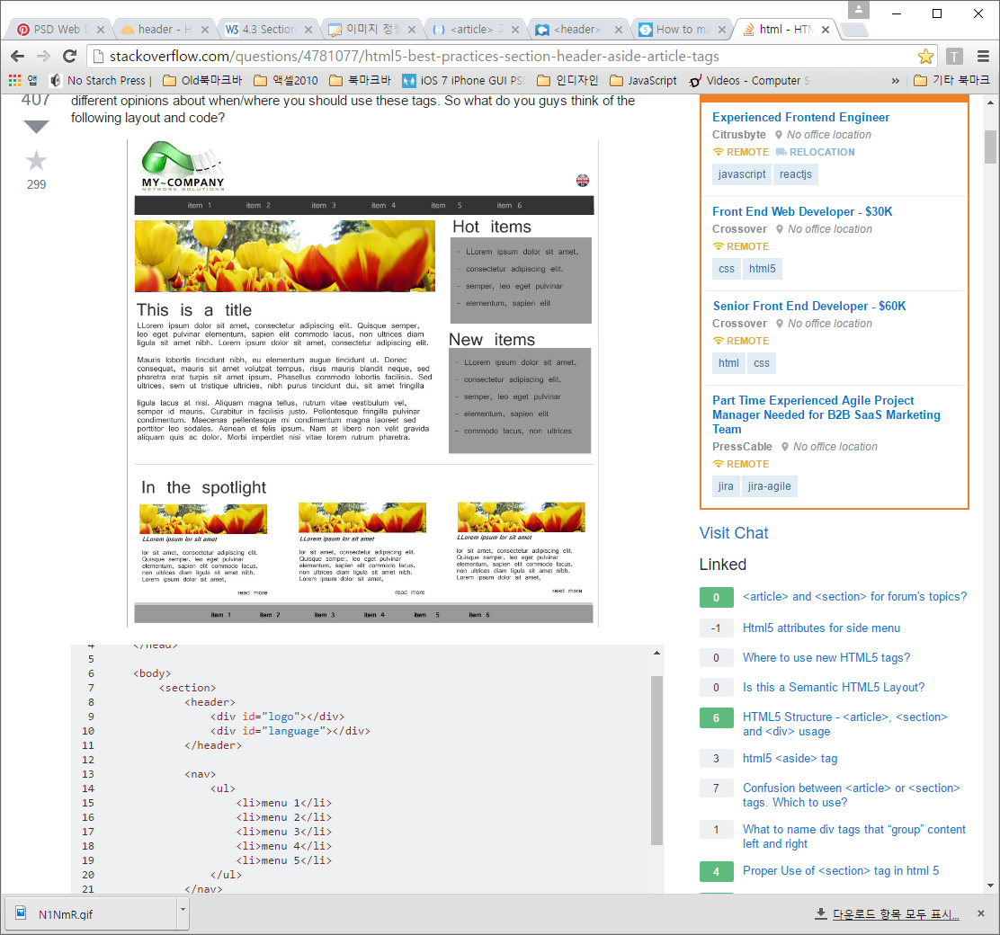 PSD Web D
header - H
W3 4.3 Section
이미지 정렬
<article> 
<header>
How to ma
html - HTM
stackoverflow.com/questions/4781077/html5-best-practices-section-header-aside-article-tags
앱
No Starch Press |
Old북마크바
액셀2010
북마크바
iOS 7 iPhone GUI PS
인디자인
JavaScript
Videos - Computer S
»
기타 북마크
407
different opinions about when/where you should use these tags. So what do you guys think of the
following layout and code?
299
MY~COMPANY
NETWORK SOLUTIONS
item 1 item 2 item 3 item 4 item 5 item 6
This is a title
LLorem ipsum dolor sit amet, consectetur adipiscing elit. Quisque semper,
leo eget pulvinar elementum, sapien elit commodo lacus, non ultrices diam
ligula sit amet nibh. Lorem ipsum dolor sit amet, consectetur adipiscing elit.
Mauris lobortis tincidunt nibh, eu elementum augue tincidunt ut. Donec
consequat, mauris sit amet volutpat tempus, risus mauris blandit neque, sed
pharetra erat turpis sit amet ipsum. Phasellus commodo lobortis facilisis. Sed
ultrices, sem ut tristique ultricies, nibh purus tincidunt dui, sit amet fringilla
ligula lacus at nisi. Aliquam magna tellus, rutrum vitae vestibulum vel,
semper id mauris. Curabitur in facilisis justo. Pellentesque fringilla pulvinar
condimentum. Maecenas pellentesque mi condimentum magna laoreet sed
porttitor leo sodales. Aenean et felis ipsum. Nam at libero non velit gravida
aliquam quis ac dolor. Morbi imperdiet nisi vitae lorem rutrum pharetra.
Hot items
- LLorem ipsum dolor sit amet,
- consectetur adipiscing elit.
- semper, leo eget pulvinar
- elementum, sapien elit
New items
- LLorem ipsum dolor sit amet,
- consectetur adipiscing elit.
- semper, leo eget pulvinar
- elementum, sapien elit
- commodo lacus, non ultrices
In the spotlight
LLorem ipsum lor sit amet
lor sit amet, consectetur adipiscing elit.
Quisque semper, leo eget pulvinar
elementum, sapien elit commodo lacus,
non ultrices diam ligula sit amet nibh.
Lorem ipsum dolor sit amet,
read more
LLorem ipsum lor sit amet
lor sit amet, consectetur adipiscing elit.
Quisque semper, leo eget pulvinar
elementum, sapien elit commodo lacus,
non ultrices diam ligula sit amet nibh.
Lorem ipsum dolor sit amet,
read more
LLorem ipsum lor sit amet
lor sit amet, consectetur adipiscing elit.
Quisque semper, leo eget pulvinar
elementum, sapien elit commodo lacus,
non ultrices diam ligula sit amet nibh.
Lorem ipsum dolor sit amet,
read more
item 1 item 2 item 3 item 4 item 5 item 6
4 </head>
5
6 <body>
7 <section>
8 <header>
9 <div id="logo"></div>
10 <div id="language"></div>
11 </header>
12
13 <nav>
14 <ul>
15 <li>menu 1</li>
16 <li>menu 2</li>
17 <li>menu 3</li>
18 <li>menu 4</li>
19 <li>menu 5</li>
20 </ul>
21 </nav>
Experienced Frontend Engineer
Citrusbyte No office location
REMOTE RELOCATION
javascript reactjs
Front End Web Developer - $30K
Crossover No office location
REMOTE
css html5
Senior Front End Developer - $60K
Crossover No office location
REMOTE
html css
Part Time Experienced Agile Project
Manager Needed for B2B SaaS Marketing
Team
PressCable No office location
REMOTE
jira jira-agile
Visit Chat
Linked
0 <article> and <section> for forum's topics?
-1 Html5 attributes for side menu
0 Where to use new HTML5 tags?
0 Is this a Semantic HTML5 Layout?
6 HTML5 Structure - <article>, <section>
and <div> usage
3 html5 <aside> tag
7 Confusion between <article> or <section>
tags. Which to use?
1 What to name div tags that “group” content
left and right
4 Proper Use of <section> tag in html 5
N1NmR.gif
다운로드 항목 모두 표시...